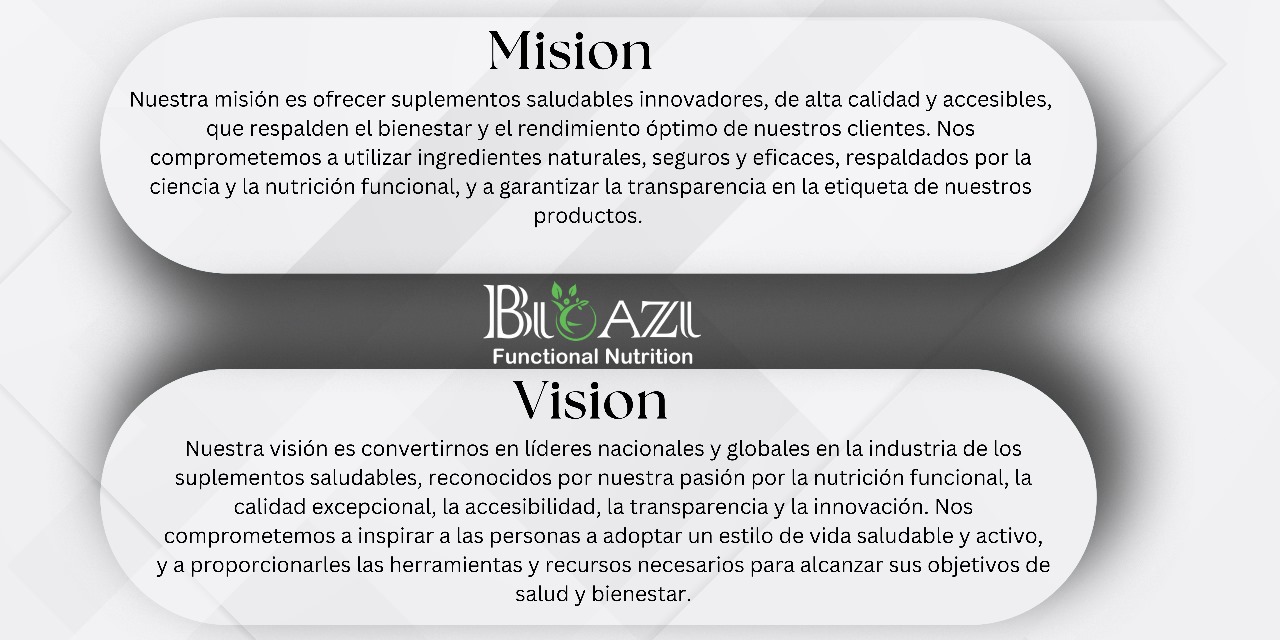 Mision
Nuestra misión es ofrecer suplementos saludables innovadores, de alta calidad y accesibles,
que respalden el bienestar y el rendimiento óptimo de nuestros clientes. Nos
comprometemos a utilizar ingredientes naturales, seguros y eficaces, respaldados por la
ciencia y la nutrición funcional, y a garantizar la transparencia en la etiqueta de nuestros
productos.
BIOAZI
Functional Nutrition
Vision
Nuestra visión es convertirnos en líderes nacionales y globales en la industria de los
suplementos saludables, reconocidos por nuestra pasión por la nutrición funcional, la
calidad excepcional, la accesibilidad, la transparencia y la innovación. Nos
comprometemos a inspirar a las personas a adoptar un estilo de vida saludable y activo,
y a proporcionarles las herramientas y recursos necesarios para alcanzar sus objetivos de
salud y bienestar.